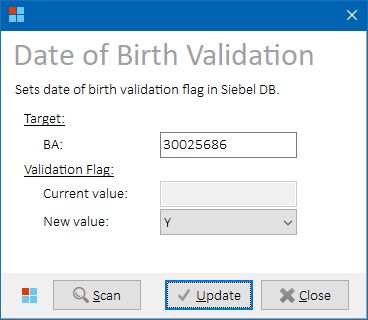 Date of Birth Validation
Sets date of birth validation flag in Siebel DB.
Target:
BA: 30025686
Validation Flag:
Current value:
New value: Y
Scan Update Close